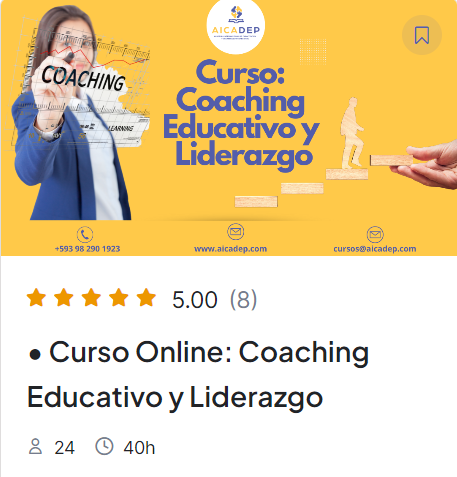 AICADEP
Curso:
Coaching
Educativo y
Liderazgo
COACHING
LEARNING
+593 98 290 1923
www.aicadep.com
cursos@aicadep.com
5.00 (8)
● Curso Online: Coaching
Educativo y Liderazgo
24 40h